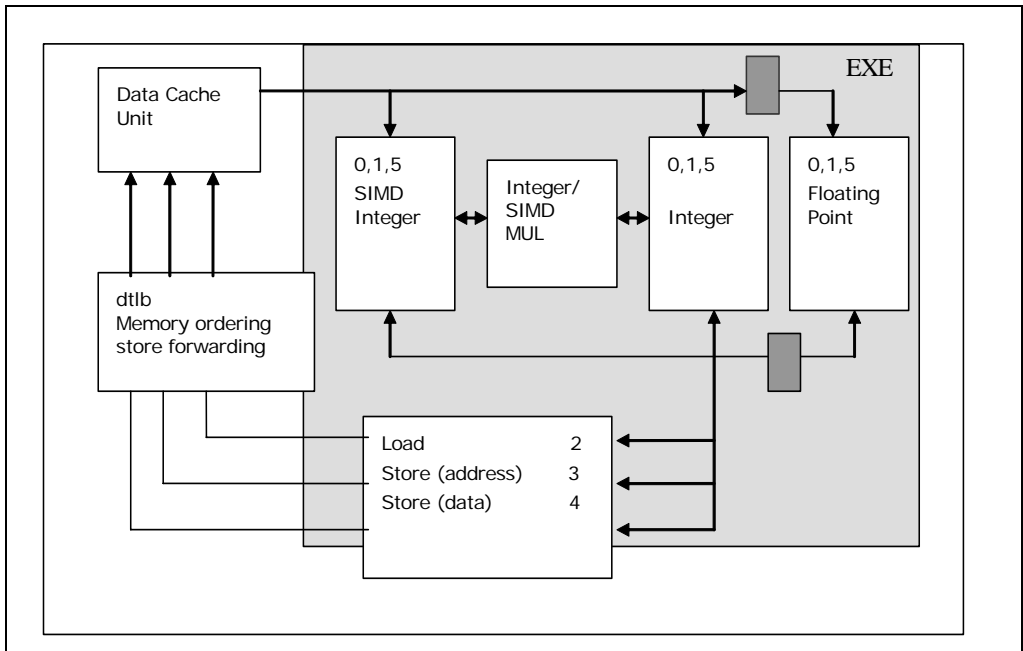 EXE
Data Cache
Unit
0,1,5
SIMD
Integer
Integer/
SIMD
MUL
0,1,5
Integer
0,1,5
Floating
Point
dtlb
Memory ordering
store forwarding
Load 2
Store (address) 3
Store (data) 4